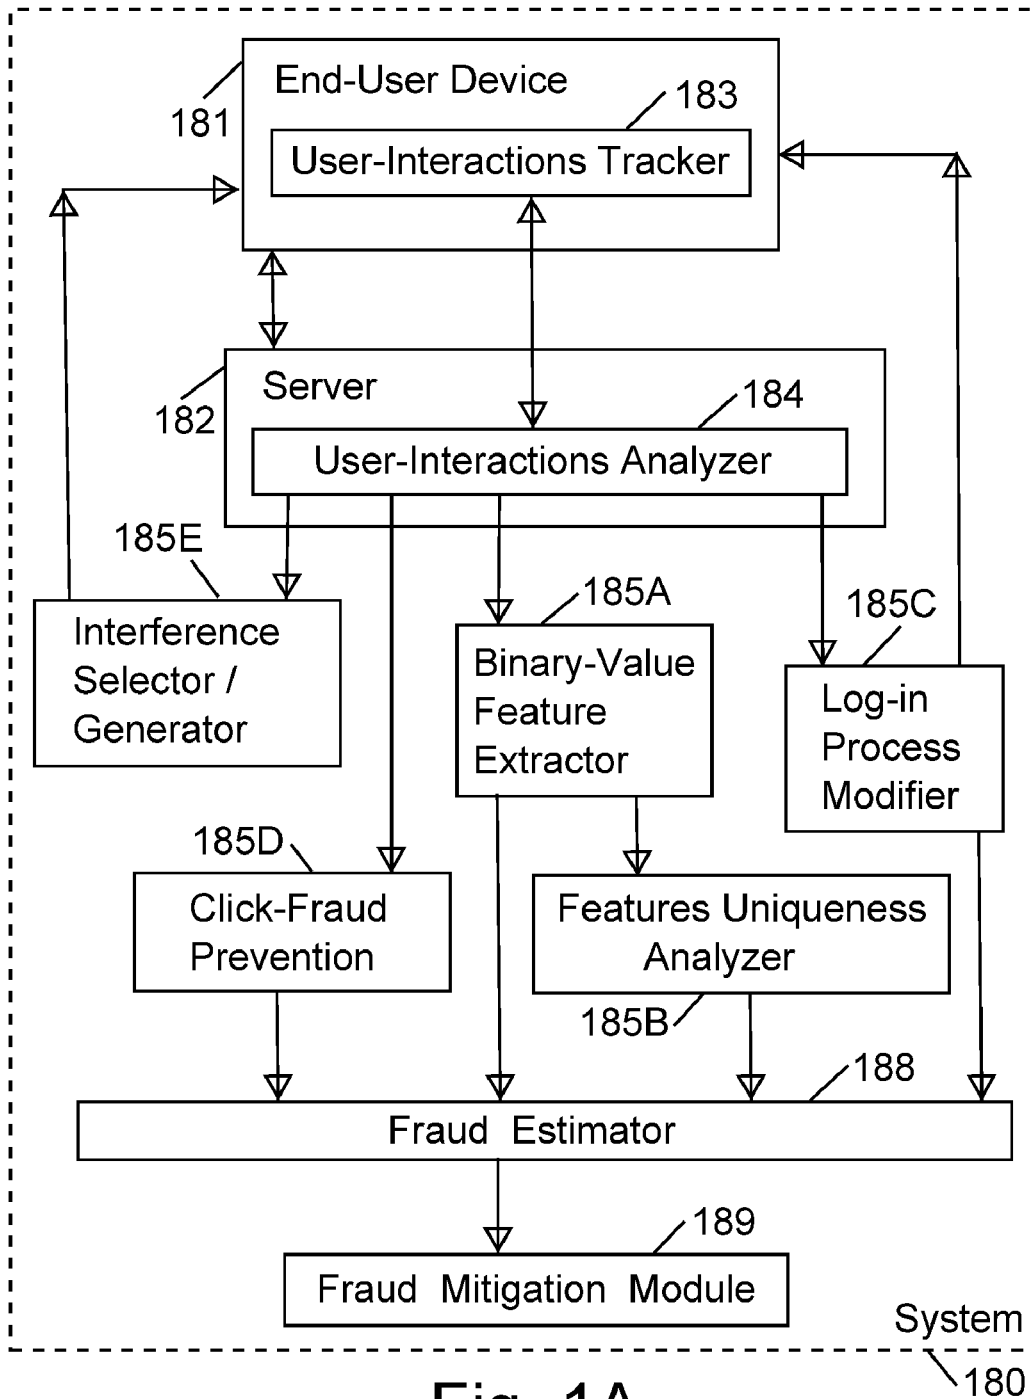 End-User Device
183
181
User-Interactions Tracker
Server
182
184
User-Interactions Analyzer
185E
Interference
Selector /
Generator
185A
Binary-Value
Feature
Extractor
185C
Log-in
Process
Modifier
185D
Click-Fraud
Prevention
Features Uniqueness
Analyzer
185B
188
Fraud Estimator
189
Fraud Mitigation Module
System
180
Fig. 1A